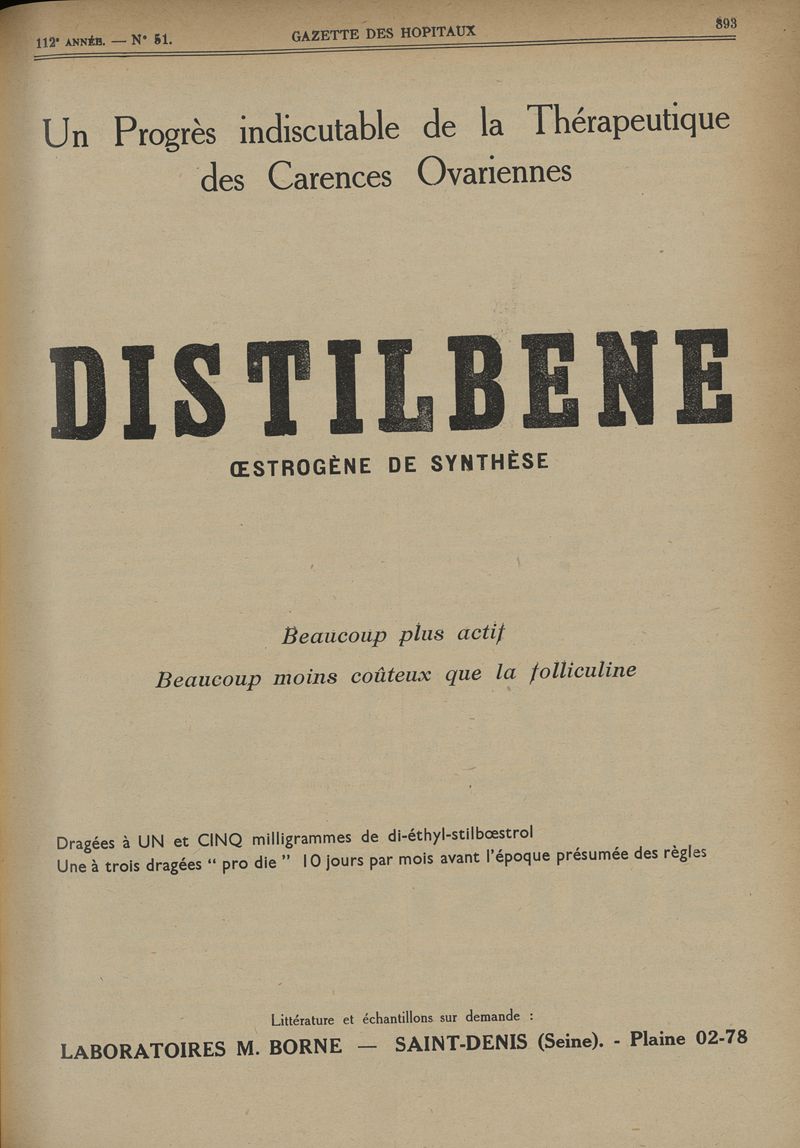 112e ANNÉE. — N° 51.
GAZETTE DES HOPITAUX
893
Un Progrès indiscutable de la Thérapeutique
des Carences Ovariennes
DISTILBENE
ŒSTROGÈNE DE SYNTHÈSE
Beaucoup plus actif
Beaucoup moins coûteux que la folliculine
Dragées à UN et CINQ milligrammes de di-éthyl-stilbœstrol
Une à trois dragées “ pro die ” 10 jours par mois avant l’époque présumée des règles
Littérature et échantillons sur demande :
LABORATOIRES M. BORNE — SAINT-DENIS (Seine). - Plaine 02-78